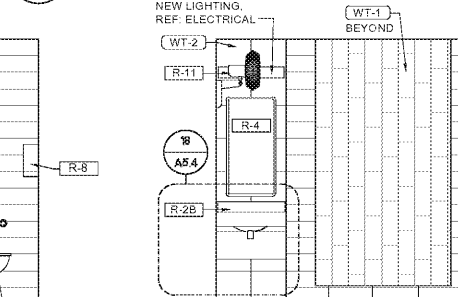 NEW LIGHTING,
REF: ELECTRICAL
WT-1
BEYOND
WT-2
R-11
R-4
18
A5.4
R-8
R-2B